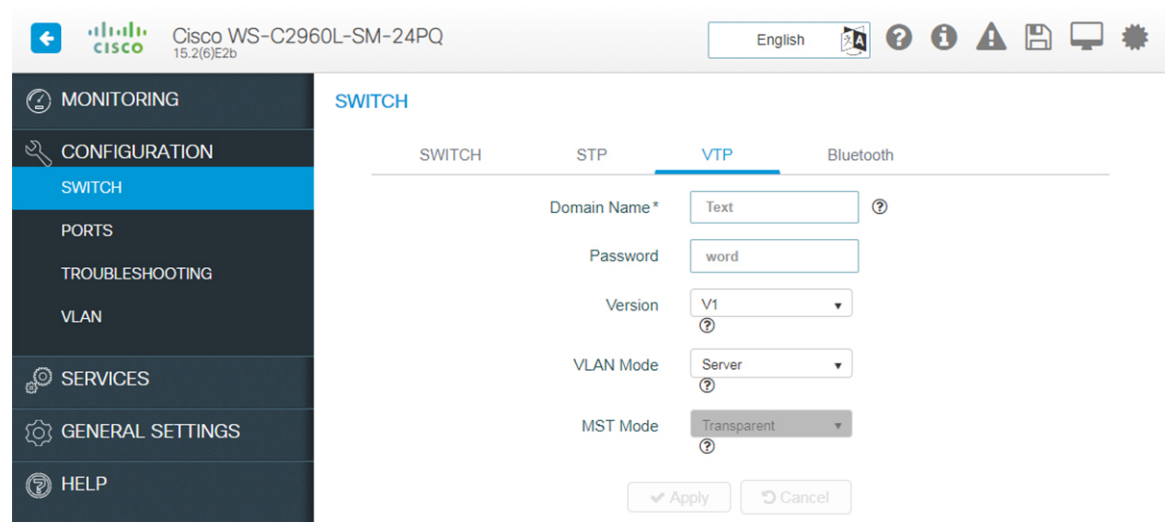 CISCO
Cisco WS-C2960L-SM-24PQ
15.2(6)E2b
English
MONITORING
CONFIGURATION
SWITCH
PORTS
TROUBLESHOOTING
VLAN
SERVICES
GENERAL SETTINGS
HELP
SWITCH
SWITCH STP VTP Bluetooth
Domain Name* Text
Password word
Version V1
VLAN Mode Server
MST Mode Transparent
Apply Cancel